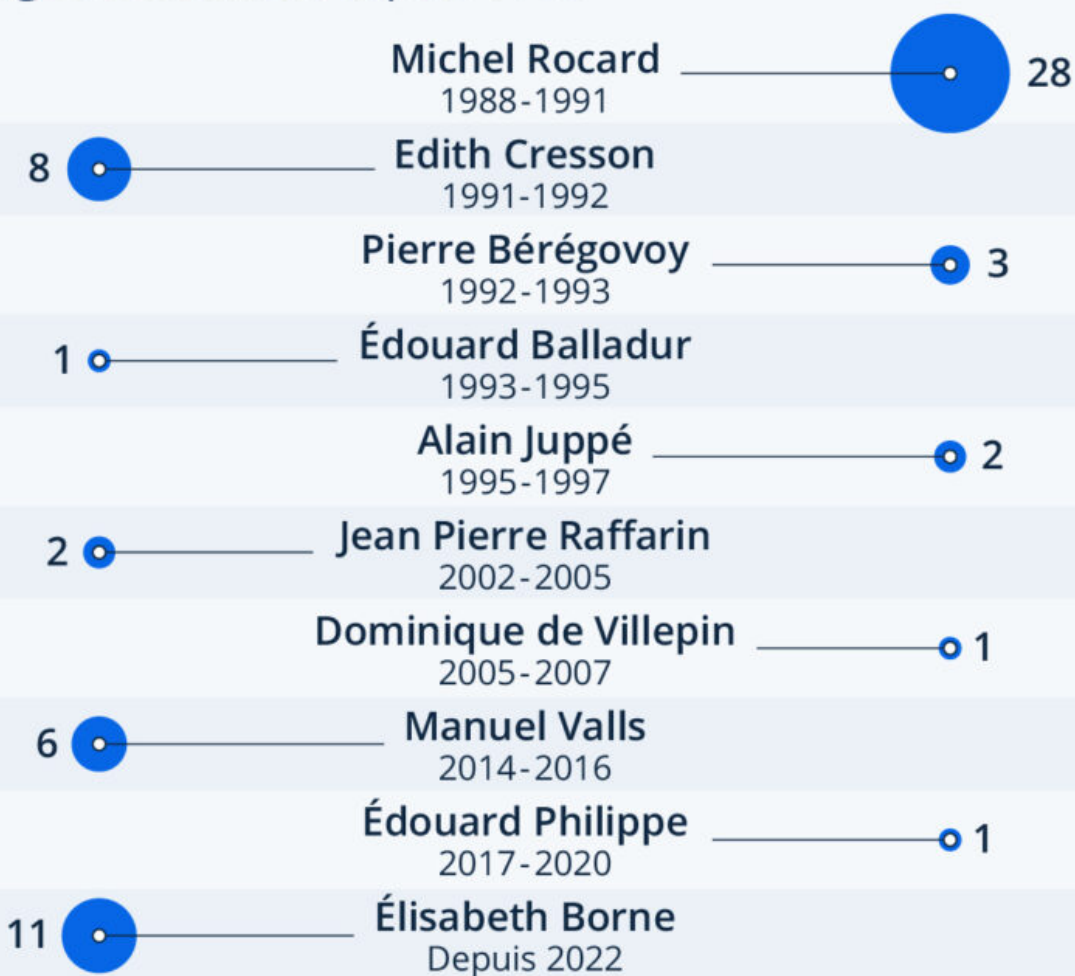 Michel Rocard
1988-1991
28
8
Edith Cresson
1991-1992
Pierre Bérégovoy
1992-1993
3
1
Édouard Balladur
1993-1995
Alain Juppé
1995-1997
2
2
Jean Pierre Raffarin
2002-2005
Dominique de Villepin
2005-2007
1
6
Manuel Valls
2014-2016
Édouard Philippe
2017-2020
1
11
Élisabeth Borne
Depuis 2022